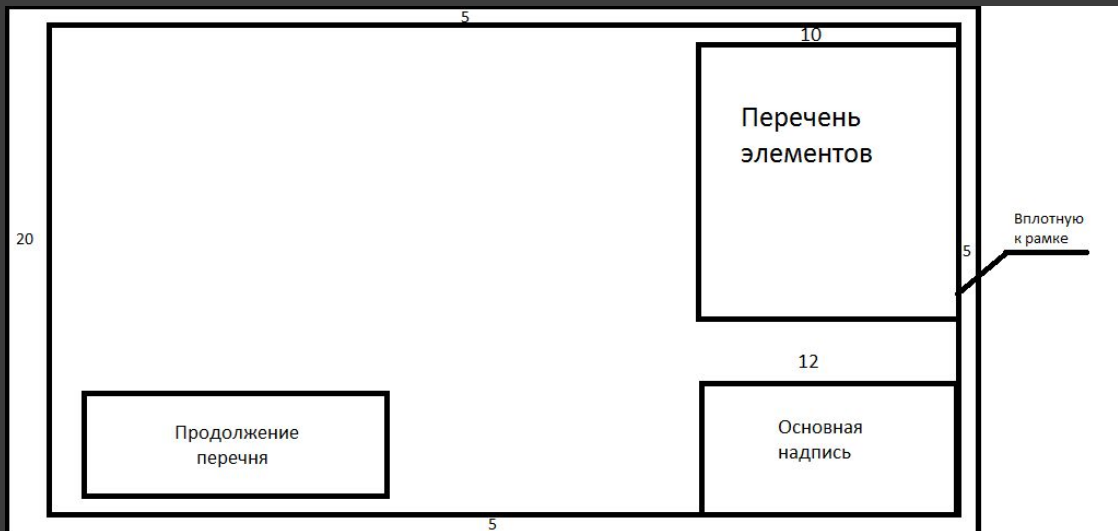 5
10
Перечень
элементов
Вплотную
к рамке
20
5
12
Продолжение
перечня
Основная
надпись
5